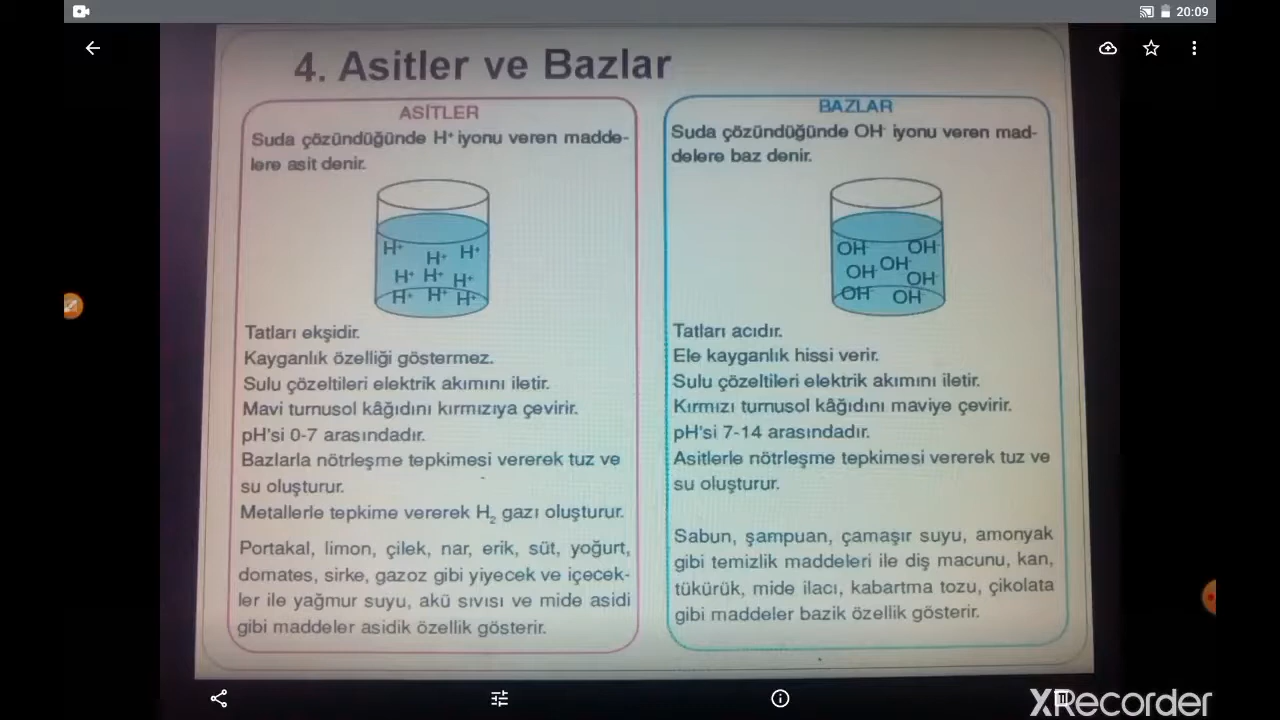 20:09
4. Asitler ve Bazlar
ASİTLER
Suda çözündüğünde H+ iyonu veren madde-
lere asit denir.
H+ H+ H+
H+ H+ H+
H+ H+ H+
Tatları ekşidir.
Kayganlık özelliği göstermez.
Sulu çözeltileri elektrik akımını iletir.
Mavi turnusol kâğıdını kırmızıya çevirir.
pH'si 0-7 arasındadır.
Bazlarla nötrleşme tepkimesi vererek tuz ve
su oluşturur.
Metallerle tepkime vererek H₂ gazı oluşturur.
Portakal, limon, çilek, nar, erik, süt, yoğurt,
domates, sirke, gazoz gibi yiyecek ve içecek-
ler ile yağmur suyu, akü sıvısı ve mide asidi
gibi maddeler asidik özellik gösterir.
BAZLAR
Suda çözündüğünde OH- iyonu veren mad-
delere baz denir.
OH- OH-
OH- OH- OH-
OH- OH-
Tatları acıdır.
Ele kayganlık hissi verir.
Sulu çözeltileri elektrik akımını iletir.
Kırmızı turnusol kâğıdını maviye çevirir.
pH'si 7-14 arasındadır.
Asitlerle nötrleşme tepkimesi vererek tuz ve
su oluşturur.
Sabun, şampuan, çamaşır suyu, amonyak
gibi temizlik maddeleri ile diş macunu, kan,
tükürük, mide ilacı, kabartma tozu, çikolata
gibi maddeler bazik özellik gösterir.
XRecorder